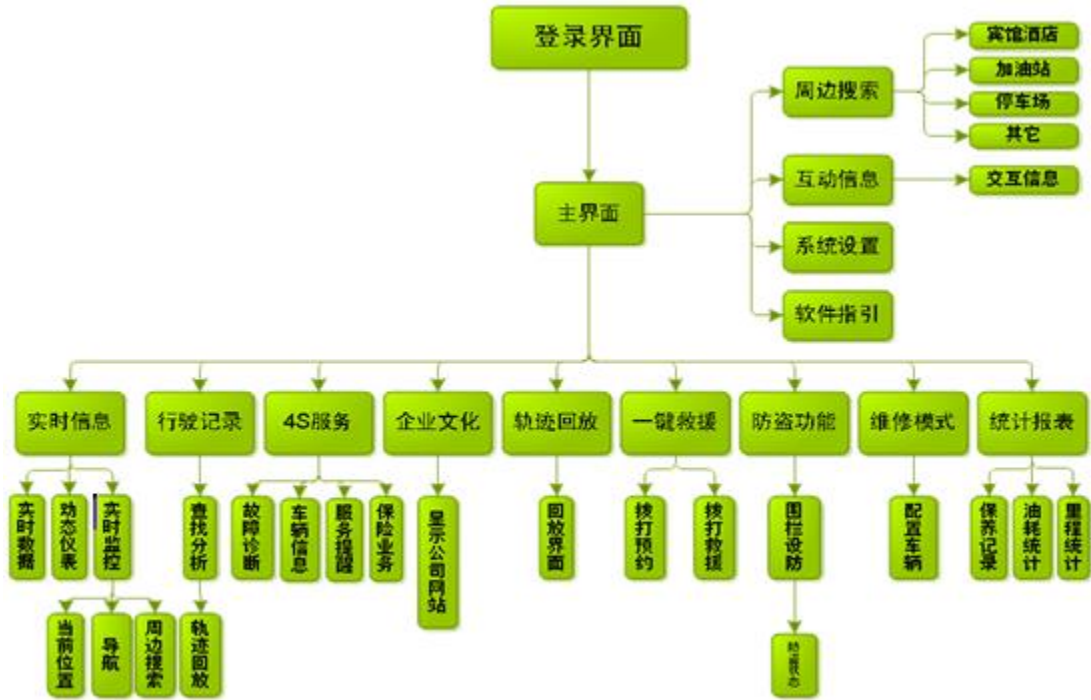 登录界面
主界面
周边搜索
宾馆酒店
加油站
停车场
其它
互动信息
交互信息
系统设置
软件指引
实时信息
行驶记录
4S服务
企业文化
轨迹回放
一键救援
防盗功能
维修模式
统计报表
实时数据
动态仪表
实时监控
查找分析
故障诊断
车辆信息
服务提醒
保险业务
显示公司网站
回放界面
拨打预约
拨打救援
围栏设防
配置车辆
保养记录
油耗统计
里程统计
当前位置
导航
周边搜索
轨迹回放
防盗状态